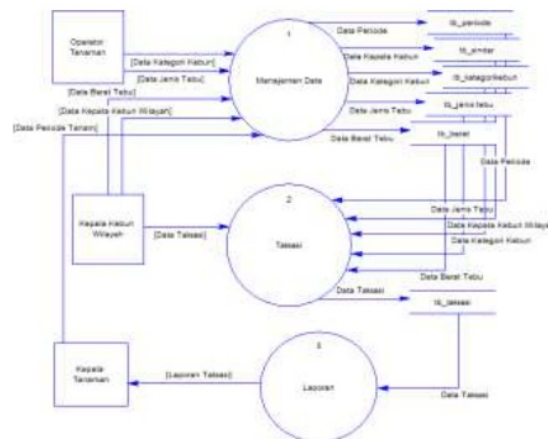 Operator
Tanaman
1
Manajemen Data
Data Periode
tb_periode
Data Kepala Kebun
tb_sinder
Data Kategori Kebun
tb_kategorikebun
Data Jenis Tebu
tb_jenis tebu
Data Berat Tebu
tb_berat
[Data Kategori Kebun]
[Data Jenis Tebu]
[Data Berat Tebu]
[Data Kepala Kebun Wilayah]
[Data Periode Tanam]
Data Periode
Kepala Kebun
Wilayah
[Data Taksasi]
2
Taksasi
Data Jenis Tebu
Data Kepala Kebun Wilaya
Data Kategori Kebun
Data Berat Tebu
Data Taksasi
tb_taksasi
Kepala
Tanaman
[Laporan Taksasi]
3
Laporan
Data Taksasi